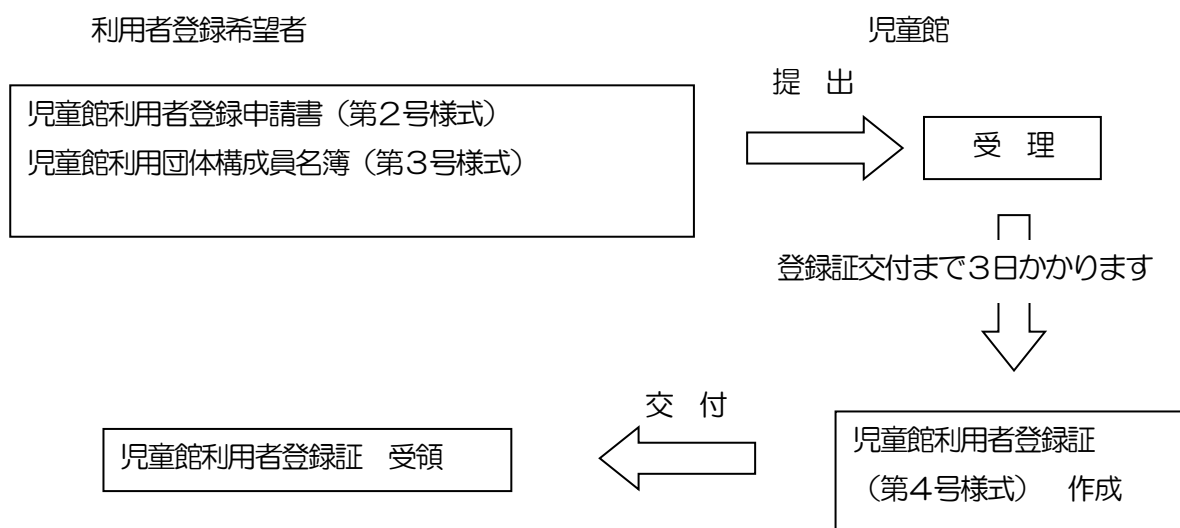 利用者登録希望者
児童館
提 出
児童館利用者登録申請書（第２号様式）
児童館利用団体構成員名簿（第３号様式）
受 理
登録証交付まで３日かかります
交 付
児童館利用者登録証 受領
児童館利用者登録証
（第４号様式） 作成